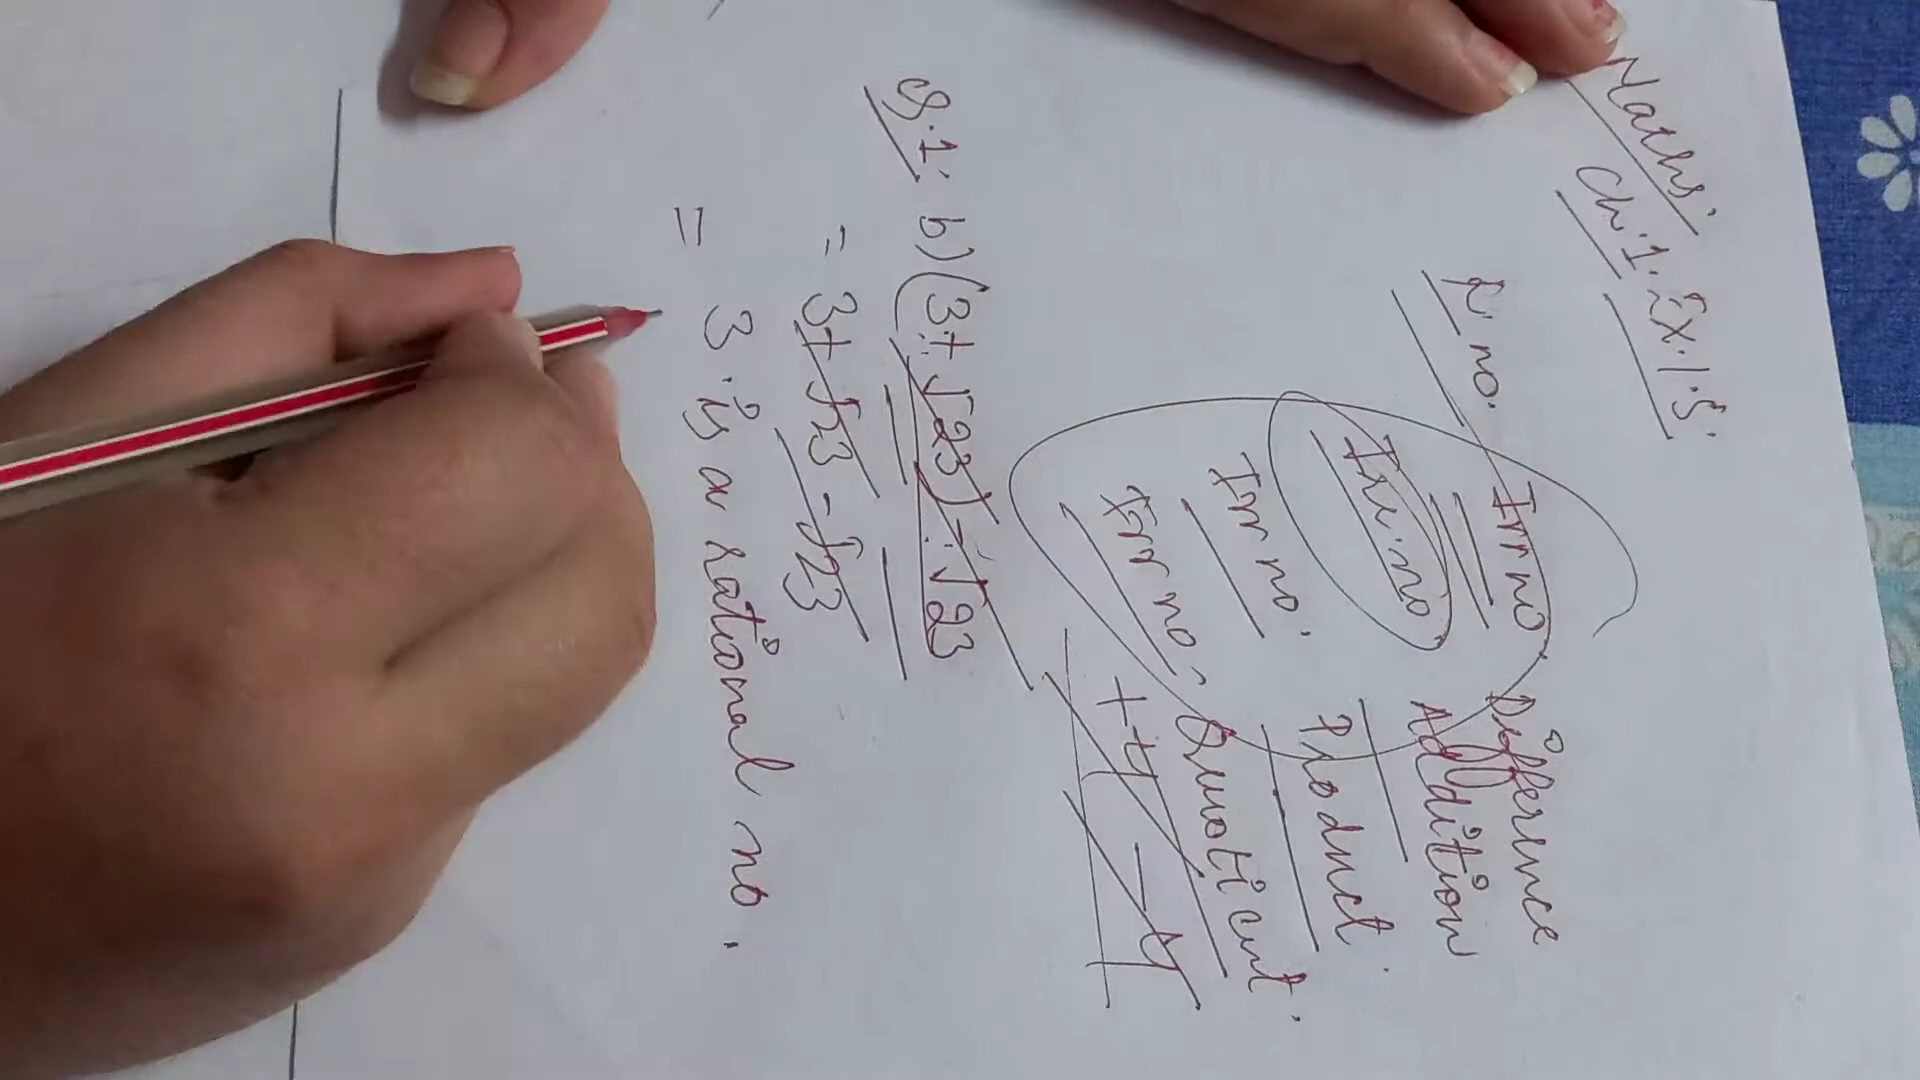 Maths.
Ch. 1. Ex. 1.5.
r. no. Irr no. Difference
Irr. no. Addition
Irr no. Product.
Irr no. Quotient.
+4 -4
Q.1: b) (3+√23)-√23
= 3+√23-√23
= 3 is a rational no.